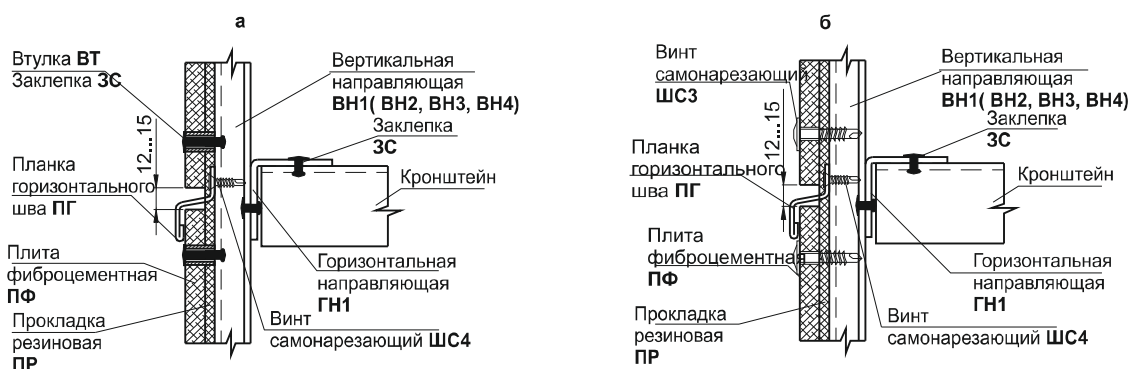 а
Втулка ВТ
Заклепка ЗС
Вертикальная
направляющая
ВН1( ВН2, ВН3, ВН4)
Заклепка
ЗС
12...15
Планка
горизонтального
шва ПГ
Кронштейн
Плита
фиброцементная
ПФ
Горизонтальная
направляющая
ГН1
Прокладка
резиновая
ПР
Винт
самонарезающий ШС4
б
Винт
самонарезающий
ШС3
Вертикальная
направляющая
ВН1( ВН2, ВН3, ВН4)
Заклепка
ЗС
12...15
Планка
горизонтального
шва ПГ
Кронштейн
Плита
фиброцементная
ПФ
Горизонтальная
направляющая
ГН1
Прокладка
резиновая
ПР
Винт
самонарезающий ШС4